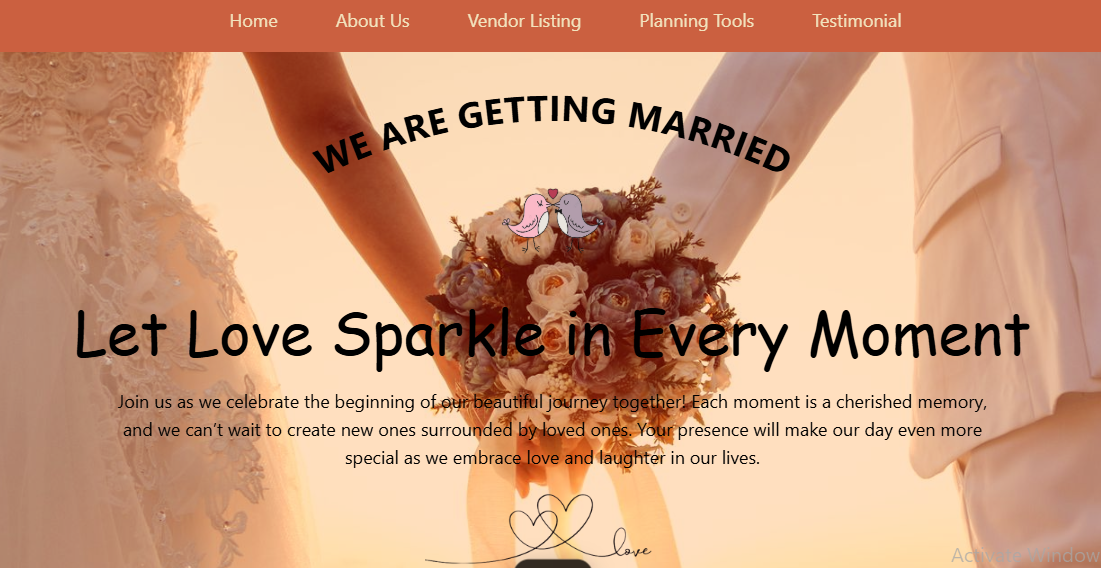 Home About Us Vendor Listing Planning Tools Testimonial
WE ARE GETTING MARRIED
Let Love Sparkle in Every Moment
Join us as we celebrate the beginning of our beautiful journey together! Each moment is a cherished memory,
and we can’t wait to create new ones surrounded by loved ones. Your presence will make our day even more
special as we embrace love and laughter in our lives.
love
Activate Window